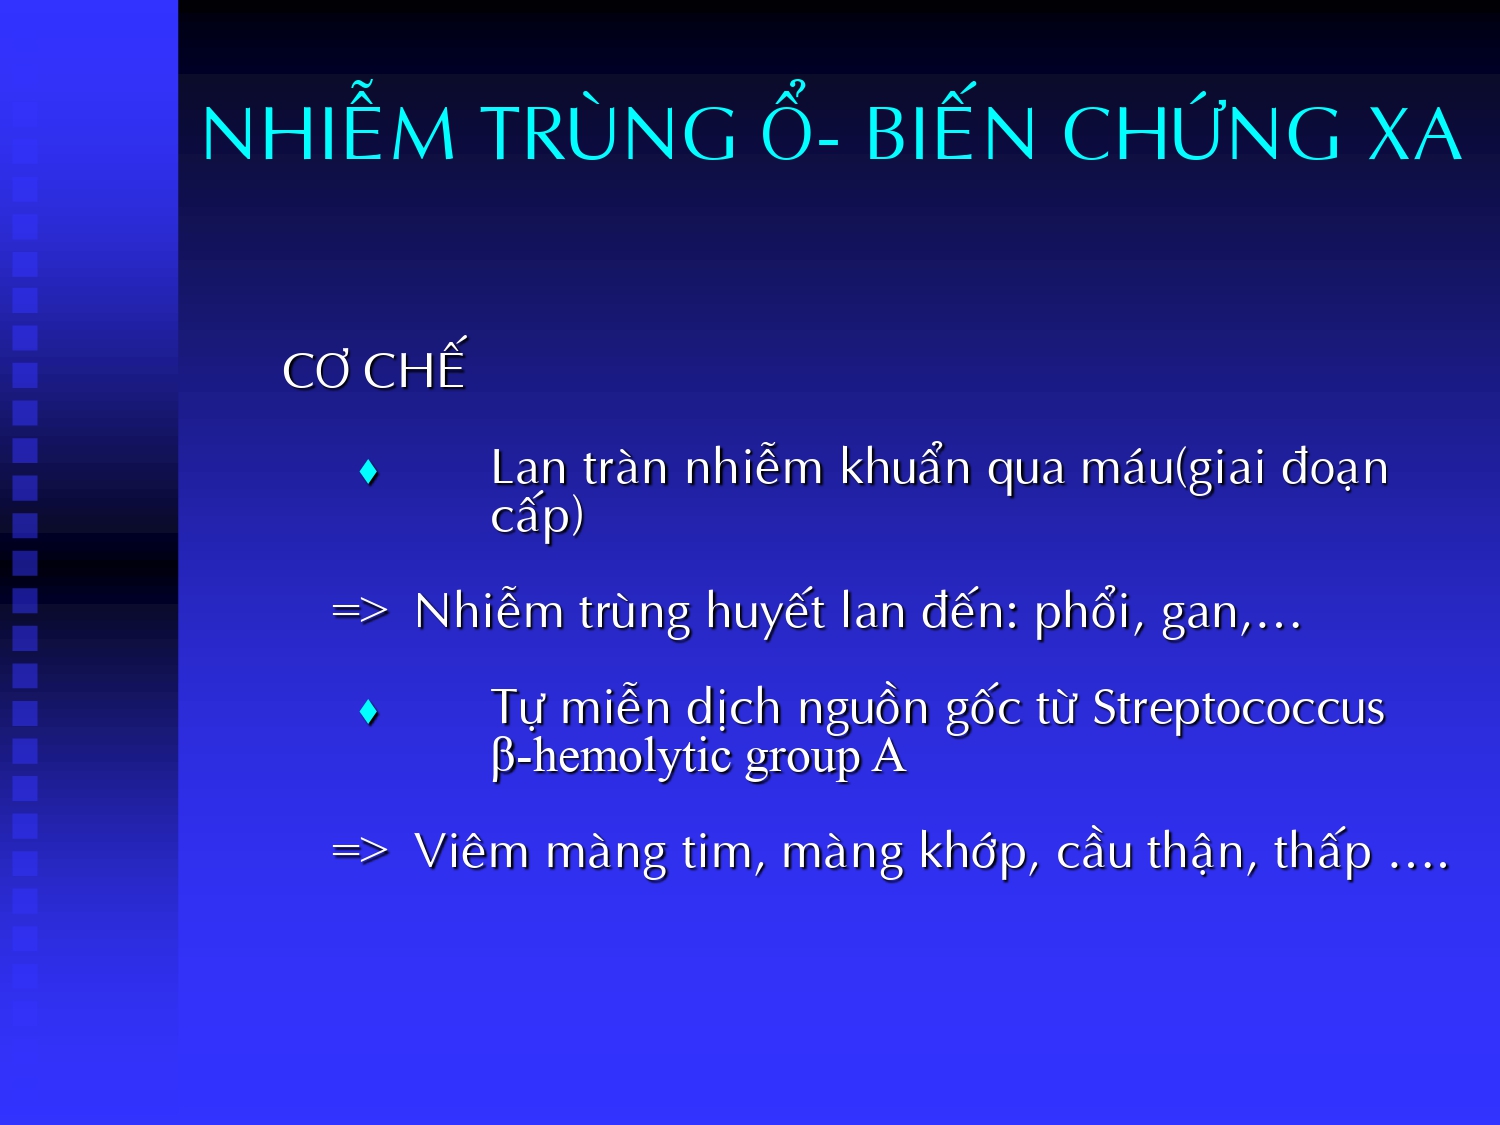 NHIỄM TRÙNG Ổ- BIẾN CHỨNG XA
CƠ CHẾ
♦ Lan tràn nhiễm khuẩn qua máu(giai đoạn
cấp)
=> Nhiễm trùng huyết lan đến: phổi, gan,...
♦ Tự miễn dịch nguồn gốc từ Streptococcus
β-hemolytic group A
=> Viêm màng tim, màng khớp, cầu thận, thấp ....